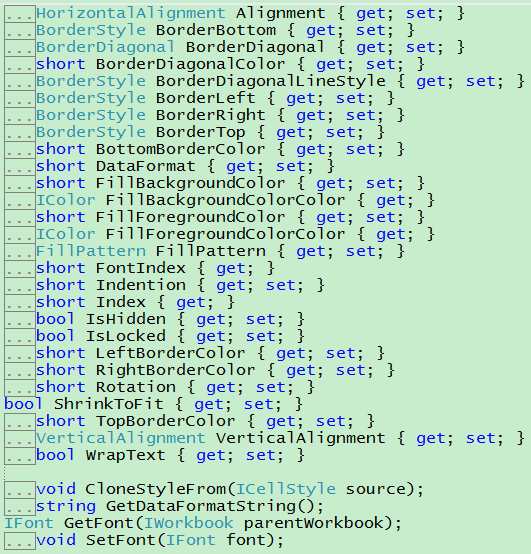 ...HorizontalAlignment Alignment { get; set; }
...BorderStyle BorderBottom { get; set; }
...BorderDiagonal BorderDiagonal { get; set; }
...short BorderDiagonalColor { get; set; }
...BorderStyle BorderDiagonalLineStyle { get; set; }
...BorderStyle BorderLeft { get; set; }
...BorderStyle BorderRight { get; set; }
...BorderStyle BorderTop { get; set; }
...short BottomBorderColor { get; set; }
...short DataFormat { get; set; }
...short FillBackgroundColor { get; set; }
...IColor FillBackgroundColorColor { get; }
...short FillForegroundColor { get; set; }
...IColor FillForegroundColorColor { get; }
...FillPattern FillPattern { get; set; }
...short FontIndex { get; }
...short Indention { get; set; }
...short Index { get; }
...bool IsHidden { get; set; }
...bool IsLocked { get; set; }
...short LeftBorderColor { get; set; }
...short RightBorderColor { get; set; }
...short Rotation { get; set; }
bool ShrinkToFit { get; set; }
...short TopBorderColor { get; set; }
...VerticalAlignment VerticalAlignment { get; set; }
...bool WrapText { get; set; }
...void CloneStyleFrom(ICellStyle source);
...string GetDataFormatString();
IFont GetFont(IWorkbook parentWorkbook);
...void SetFont(IFont font);